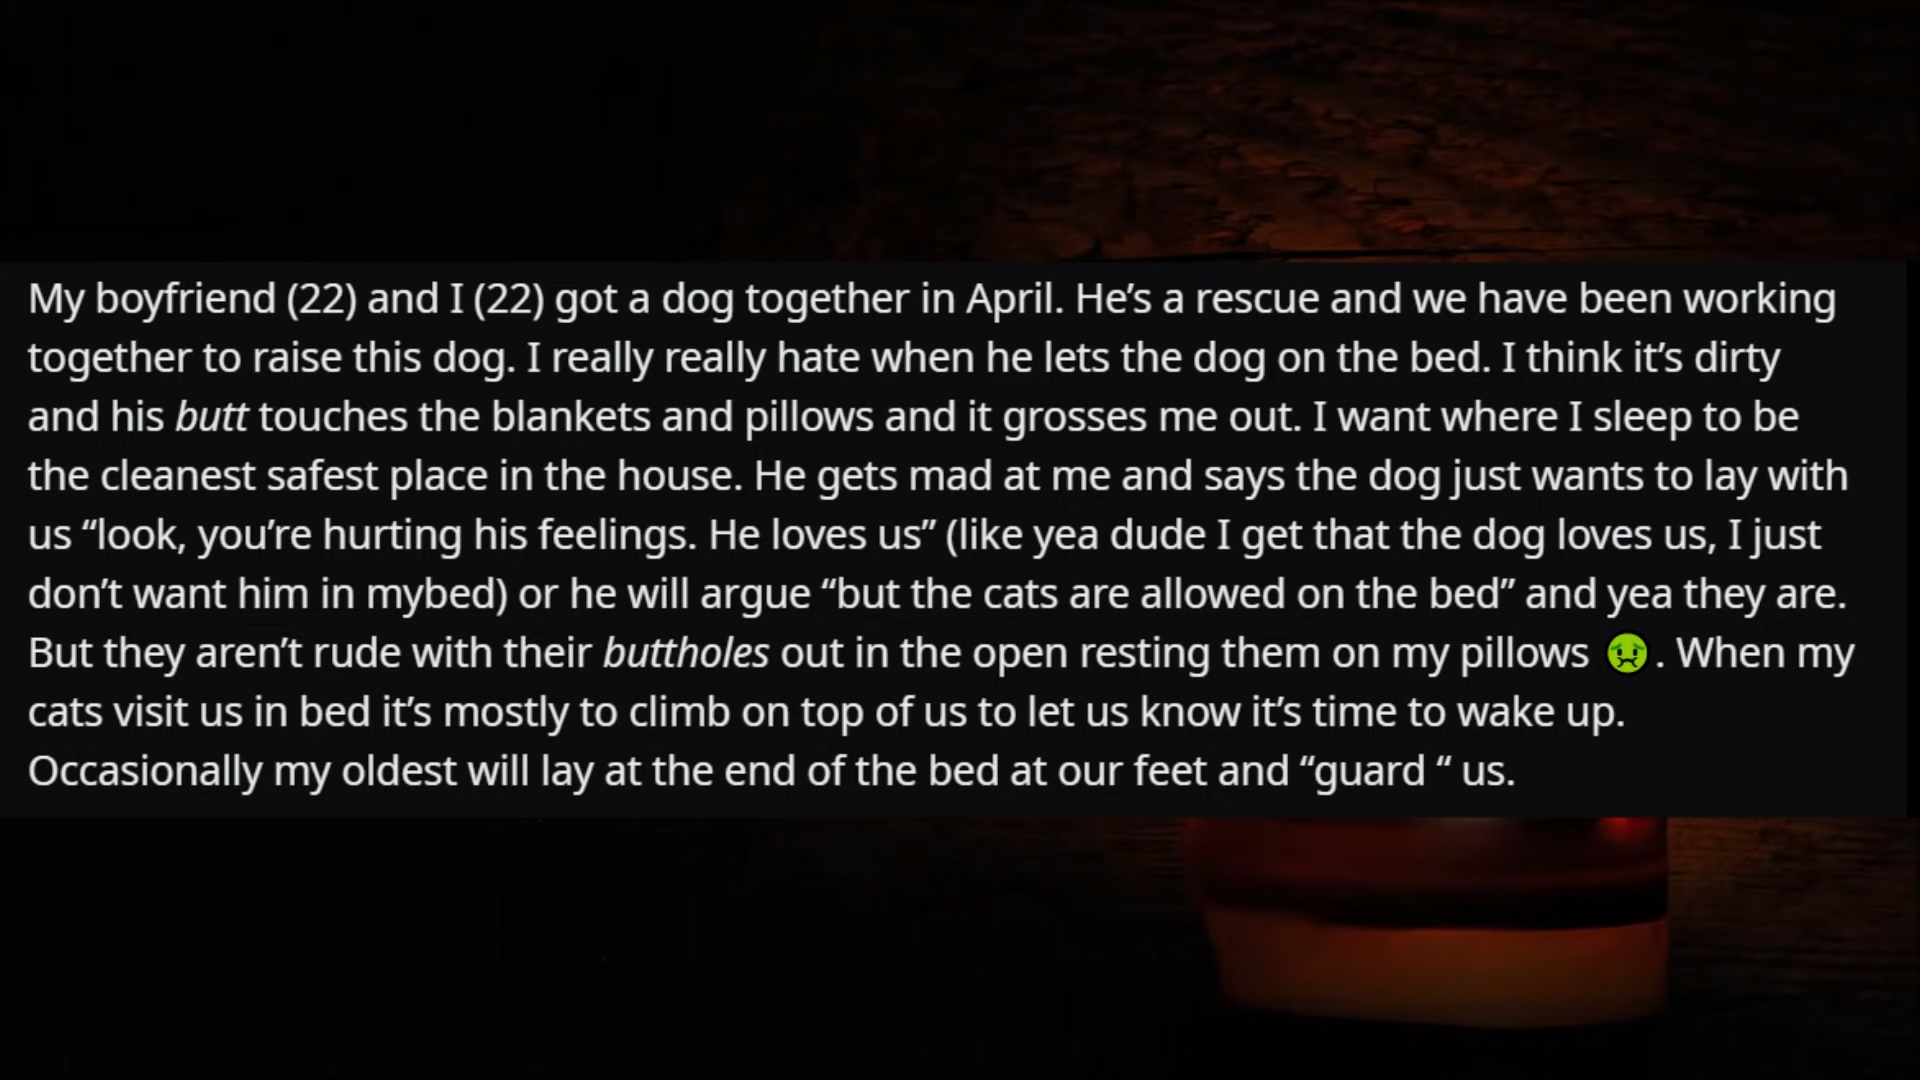 My boyfriend (22) and I (22) got a dog together in April. He’s a rescue and we have been working
together to raise this dog. I really really hate when he lets the dog on the bed. I think it’s dirty
and his butt touches the blankets and pillows and it grosses me out. I want where I sleep to be
the cleanest safest place in the house. He gets mad at me and says the dog just wants to lay with
us “look, you’re hurting his feelings. He loves us” (like yea dude I get that the dog loves us, I just
don’t want him in mybed) or he will argue “but the cats are allowed on the bed” and yea they are.
But they aren’t rude with their buttholes out in the open resting them on my pillows 🤢. When my
cats visit us in bed it’s mostly to climb on top of us to let us know it’s time to wake up.
Occasionally my oldest will lay at the end of the bed at our feet and “guard “ us.